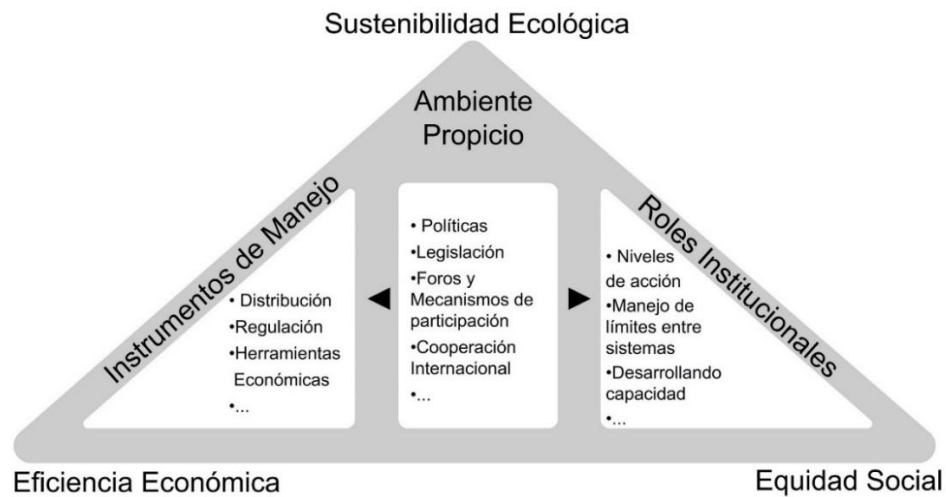 Sustenibilidad Ecológica
Ambiente
Propicio
Instrumentos de Manejo
• Distribución
•Regulación
•Herramientas
Económicas
•...
• Políticas
•Legislación
•Foros y
Mecanismos de
participación
•Cooperación
Internacional
•...
Roles Institucionales
• Niveles
de acción
•Manejo de
límites entre
sistemas
•Desarrollando
capacidad
•...
Eficiencia Económica
Equidad Social